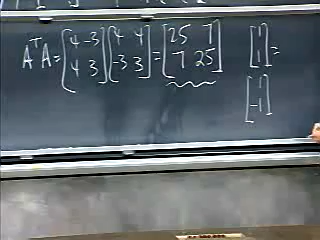 AᵀA = [4 -3; 4 3] [4 4; -3 3] = [25 7; 7 25]
[1; 1] =
[1; -1]